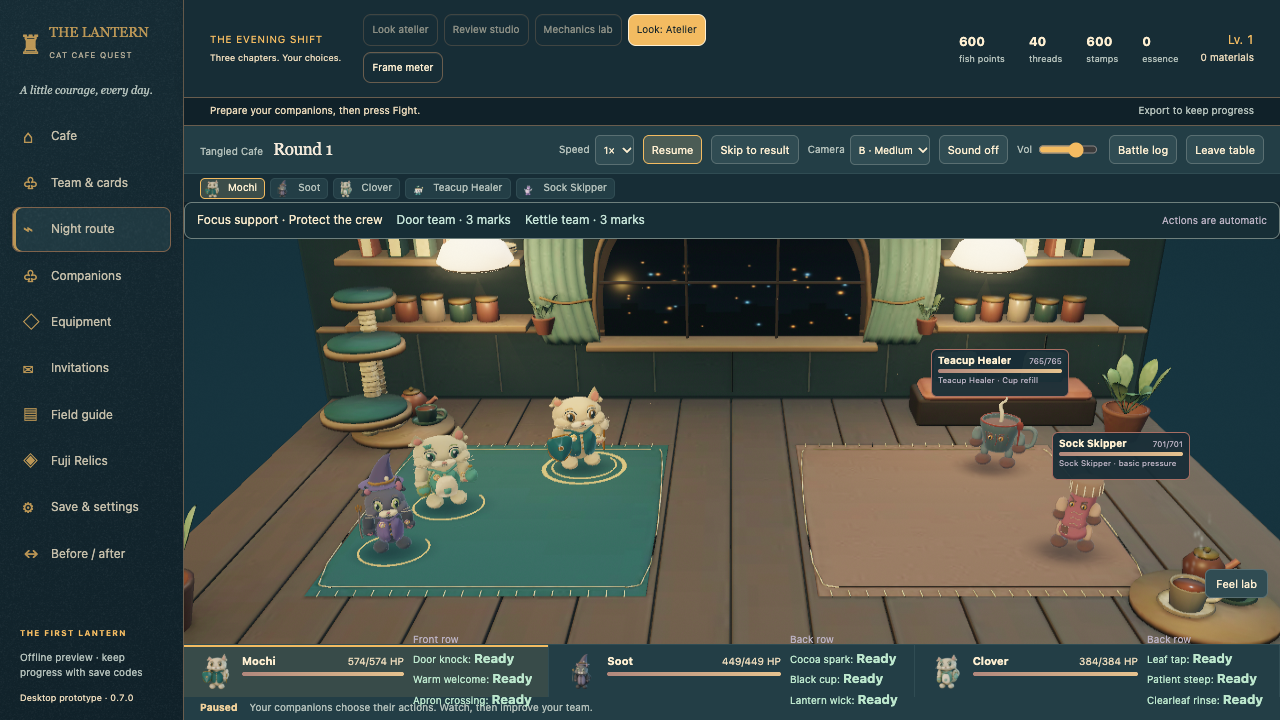 THE LANTERN
CAT CAFE QUEST
A little courage, every day.
Cafe
Team & cards
Night route
Companions
Equipment
Invitations
Field guide
Fuji Relics
Save & settings
Before / after
THE FIRST LANTERN
Offline preview · keep
progress with save codes
Desktop prototype · 0.7.0
THE EVENING SHIFT
Three chapters. Your choices.
Look atelier
Review studio
Mechanics lab
Look: Atelier
Frame meter
600
fish points
40
threads
600
stamps
0
essence
Lv. 1
0 materials
Prepare your companions, then press Fight.
Export to keep progress
Tangled Cafe
Round 1
Speed
1×
Resume
Skip to result
Camera
B · Medium
Sound off
Vol
Battle log
Leave table
Mochi
Soot
Clover
Teacup Healer
Sock Skipper
Focus support · Protect the crew
Door team · 3 marks
Kettle team · 3 marks
Actions are automatic
Teacup Healer 765/765
Teacup Healer · Cup refill
Sock Skipper 701/701
Sock Skipper · basic pressure
Feel lab
Mochi 574/574 HP
Front row
Door knock: Ready
Warm welcome: Ready
Apron crossing: Ready
Soot 449/449 HP
Back row
Cocoa spark: Ready
Black cup: Ready
Lantern wick: Ready
Clover 384/384 HP
Back row
Leaf tap: Ready
Patient steep: Ready
Clearleaf rinse: Ready
Paused Your companions choose their actions. Watch, then improve your team.